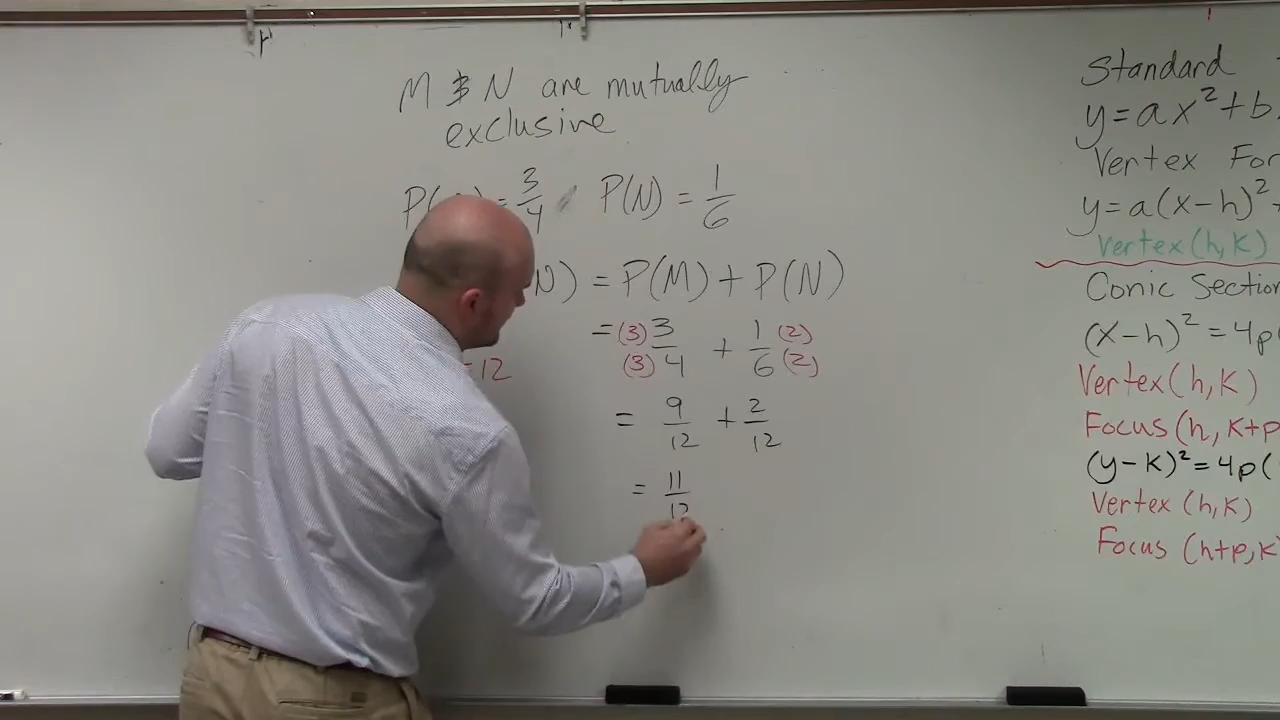 M & N are mutually
exclusive
P( ) = 3/4 P(N) = 1/6
N) = P(M) + P(N)
= (3)3/(3)4 + 1(2)/6(2)
= 12
= 9/12 + 2/12
= 11/12
Standard
y = ax² + b
Vertex For
y = a(x-h)² +
Vertex (h, K)
Conic Section
(x-h)² = 4p(
Vertex (h, K)
Focus (h, K+p
(y-K)² = 4p(
Vertex (h, K)
Focus (h+p, K